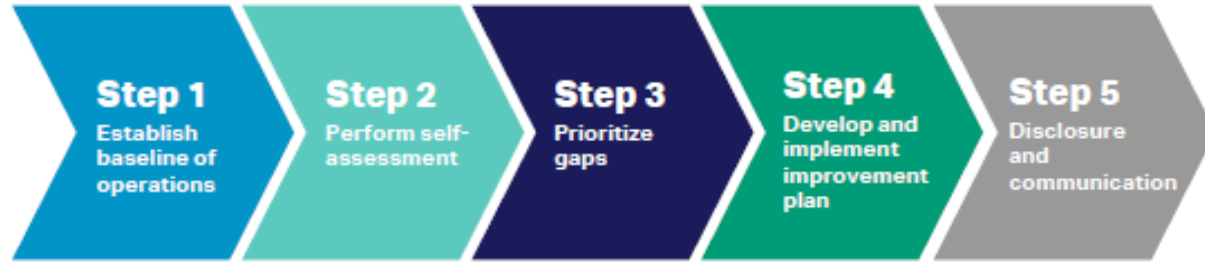 Step 1
Establish
baseline of
operations
Step 2
Perform self-
assessment
Step 3
Prioritize
gaps
Step 4
Develop and
implement
improvement
plan
Step 5
Disclosure
and
communication